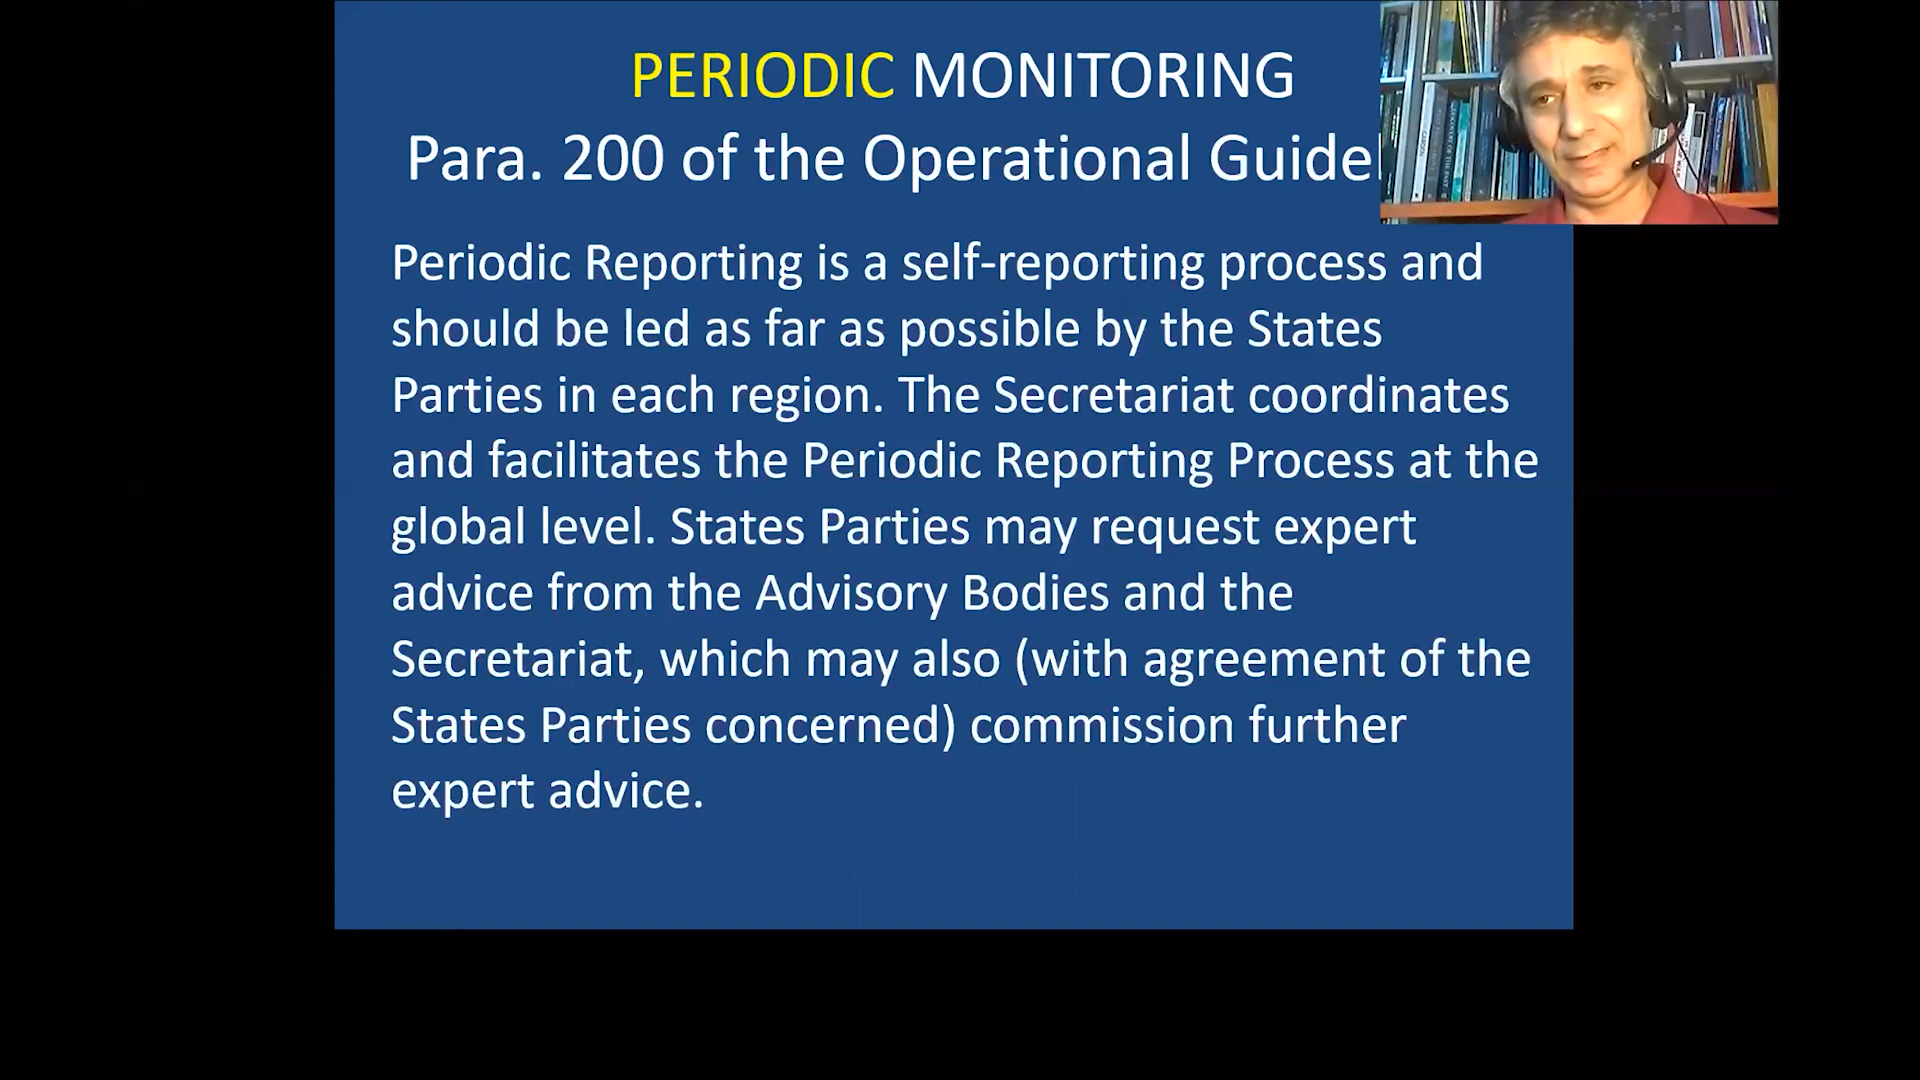 PERIODIC MONITORING
Para. 200 of the Operational Guidel
Periodic Reporting is a self-reporting process and
should be led as far as possible by the States
Parties in each region. The Secretariat coordinates
and facilitates the Periodic Reporting Process at the
global level. States Parties may request expert
advice from the Advisory Bodies and the
Secretariat, which may also (with agreement of the
States Parties concerned) commission further
expert advice.